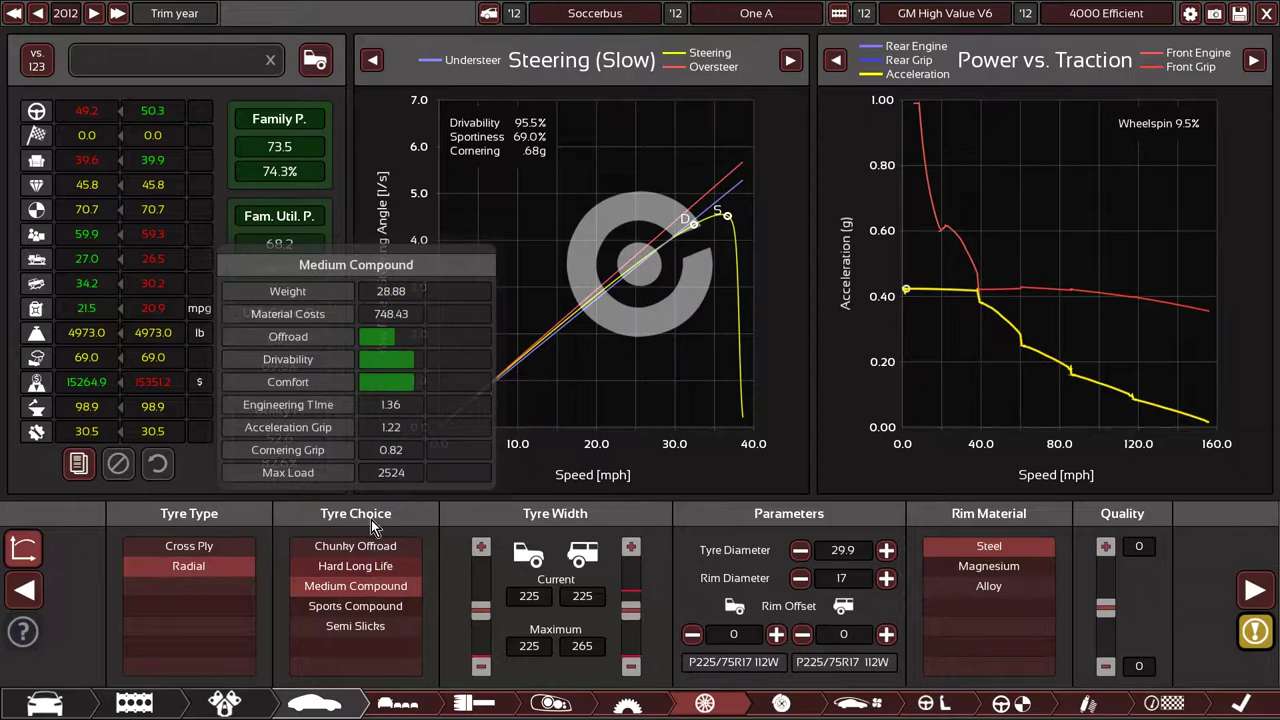 2012 Trim year '12 Soccerbus '12 One A '12 GM High Value V6 '12 4000 Efficient
vs. 123
x
49.2 50.3
0.0 0.0
39.6 39.9
45.8 45.8
70.7 70.7
59.9 59.3
27.0 26.5
34.2 30.2
21.5 20.9 mpg
4973.0 4973.0 lb
69.0 69.0
15264.9 15351.2 $
98.9 98.9
30.5 30.5
Family P.
73.5
74.3%
Fam. Util. P.
68.2
Understeer
Steering (Slow)
Steering
Oversteer
Drivability 95.5%
Sportiness 69.0%
Cornering .68g
7.0
6.0
5.0
4.0
D
S
10.0 20.0 30.0 40.0
Speed [mph]
Rear Engine
Rear Grip
Acceleration
Power vs. Traction
Front Engine
Front Grip
Wheelspin 9.5%
Acceleration [g]
1.00
0.80
0.60
0.40
0.20
0.00
0.0 40.0 80.0 120.0 160.0
Speed [mph]
Medium Compound
Weight 28.88
Material Costs 748.43
Offroad
Drivability
Comfort
Engineering TIme 1.36
Acceleration Grip 1.22
Cornering Grip 0.82
Max Load 2524
Tyre Type
Cross Ply
Radial
Tyre Choice
Chunky Offroad
Hard Long Life
Medium Compound
Sports Compound
Semi Slicks
Tyre Width
Current
225 225
Maximum
225 265
Parameters
Tyre Diameter 29.9
Rim Diameter 17
Rim Offset
0 0
P225/75R17 112W P225/75R17 112W
Rim Material
Steel
Magnesium
Alloy
Quality
0
0
?